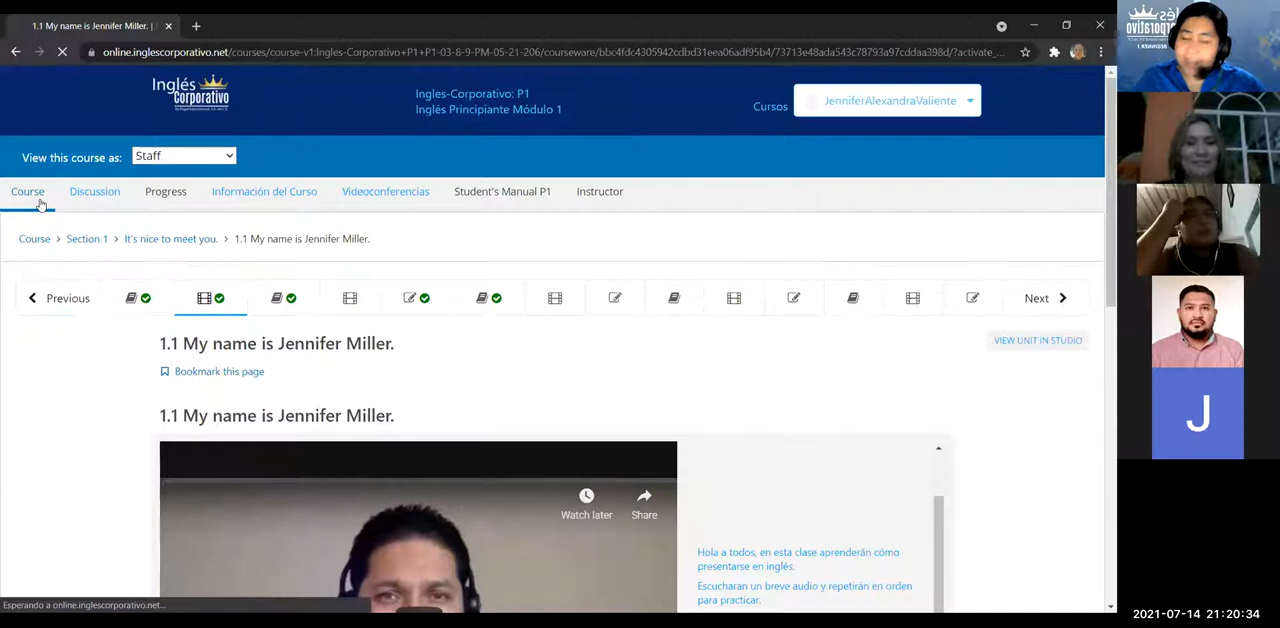 1.1 My name is Jennifer Miller. |
online.inglescorporativo.net/courses/course-v1:Ingles-Corporativo+P1+P1-03-8-9-PM-05-21-206/courseware/bbc4fdc4305942cdbd31eea06adf95b4/73713e48ada543c78793a97cddaa398d/?activate_...
Inglés
Corporativo
Ingles-Corporativo: P1
Inglés Principiante Módulo 1
Cursos
JenniferAlexandraValiente
View this course as:
Staff
Course
Discussion
Progress
Información del Curso
Videoconferencias
Student's Manual P1
Instructor
Course > Section 1 > It's nice to meet you. > 1.1 My name is Jennifer Miller.
Previous
Next
1.1 My name is Jennifer Miller.
VIEW UNIT IN STUDIO
Bookmark this page
1.1 My name is Jennifer Miller.
Watch later
Share
Hola a todos, en esta clase aprenderán cómo
presentarse en inglés.
Escucharan un breve audio y repetirán en orden
para practicar.
Esperando a online.inglescorporativo.net...
J
2021-07-14 21:20:34